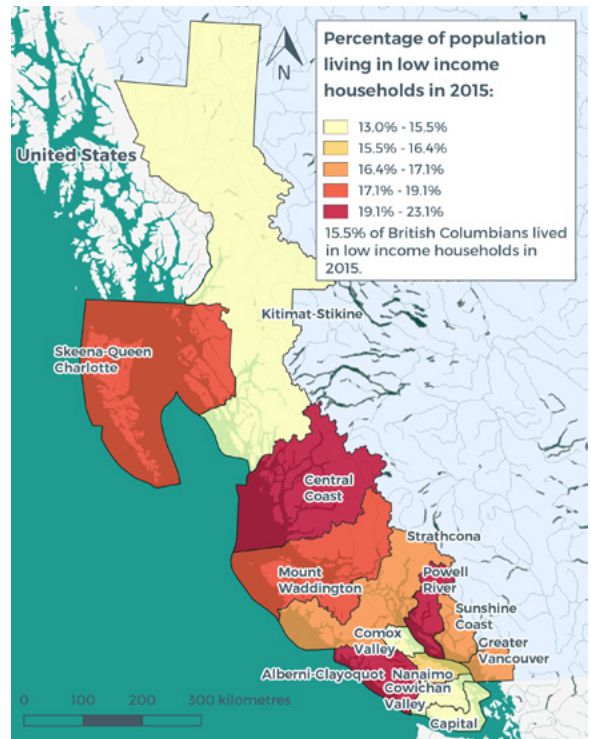 Percentage of population
living in low income
households in 2015:
13.0% - 15.5%
15.5% - 16.4%
16.4% - 17.1%
17.1% - 19.1%
19.1% - 23.1%
15.5% of British Columbians lived
in low income households in
2015.
N
United States
Kitimat-Stikine
Skeena-Queen
Charlotte
Central
Coast
Strathcona
Mount
Waddington
Powell
River
Sunshine
Coast
Comox
Valley
Greater
Vancouver
Alberni-Clayoquot
Nanaimo
Cowichan
Valley
Capital
0 100 200 300 kilometres